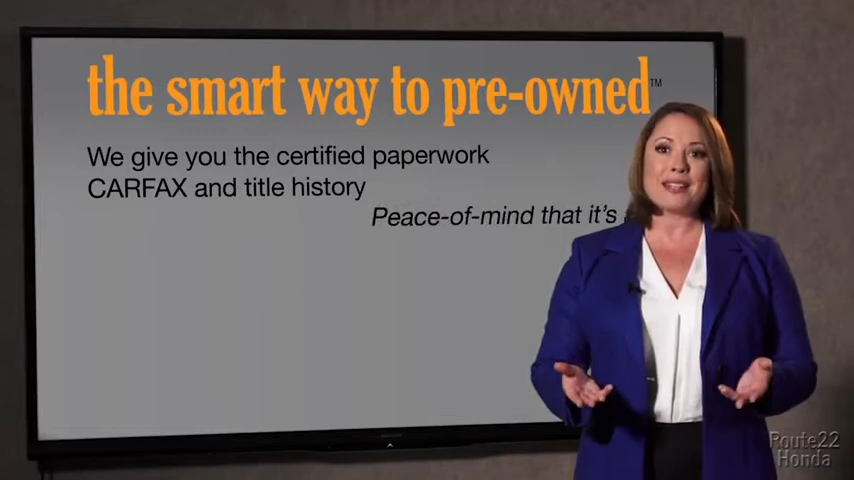 the smart way to pre-owned™
We give you the certified paperwork
CARFAX and title history
Peace-of-mind that it's
Route22
Honda